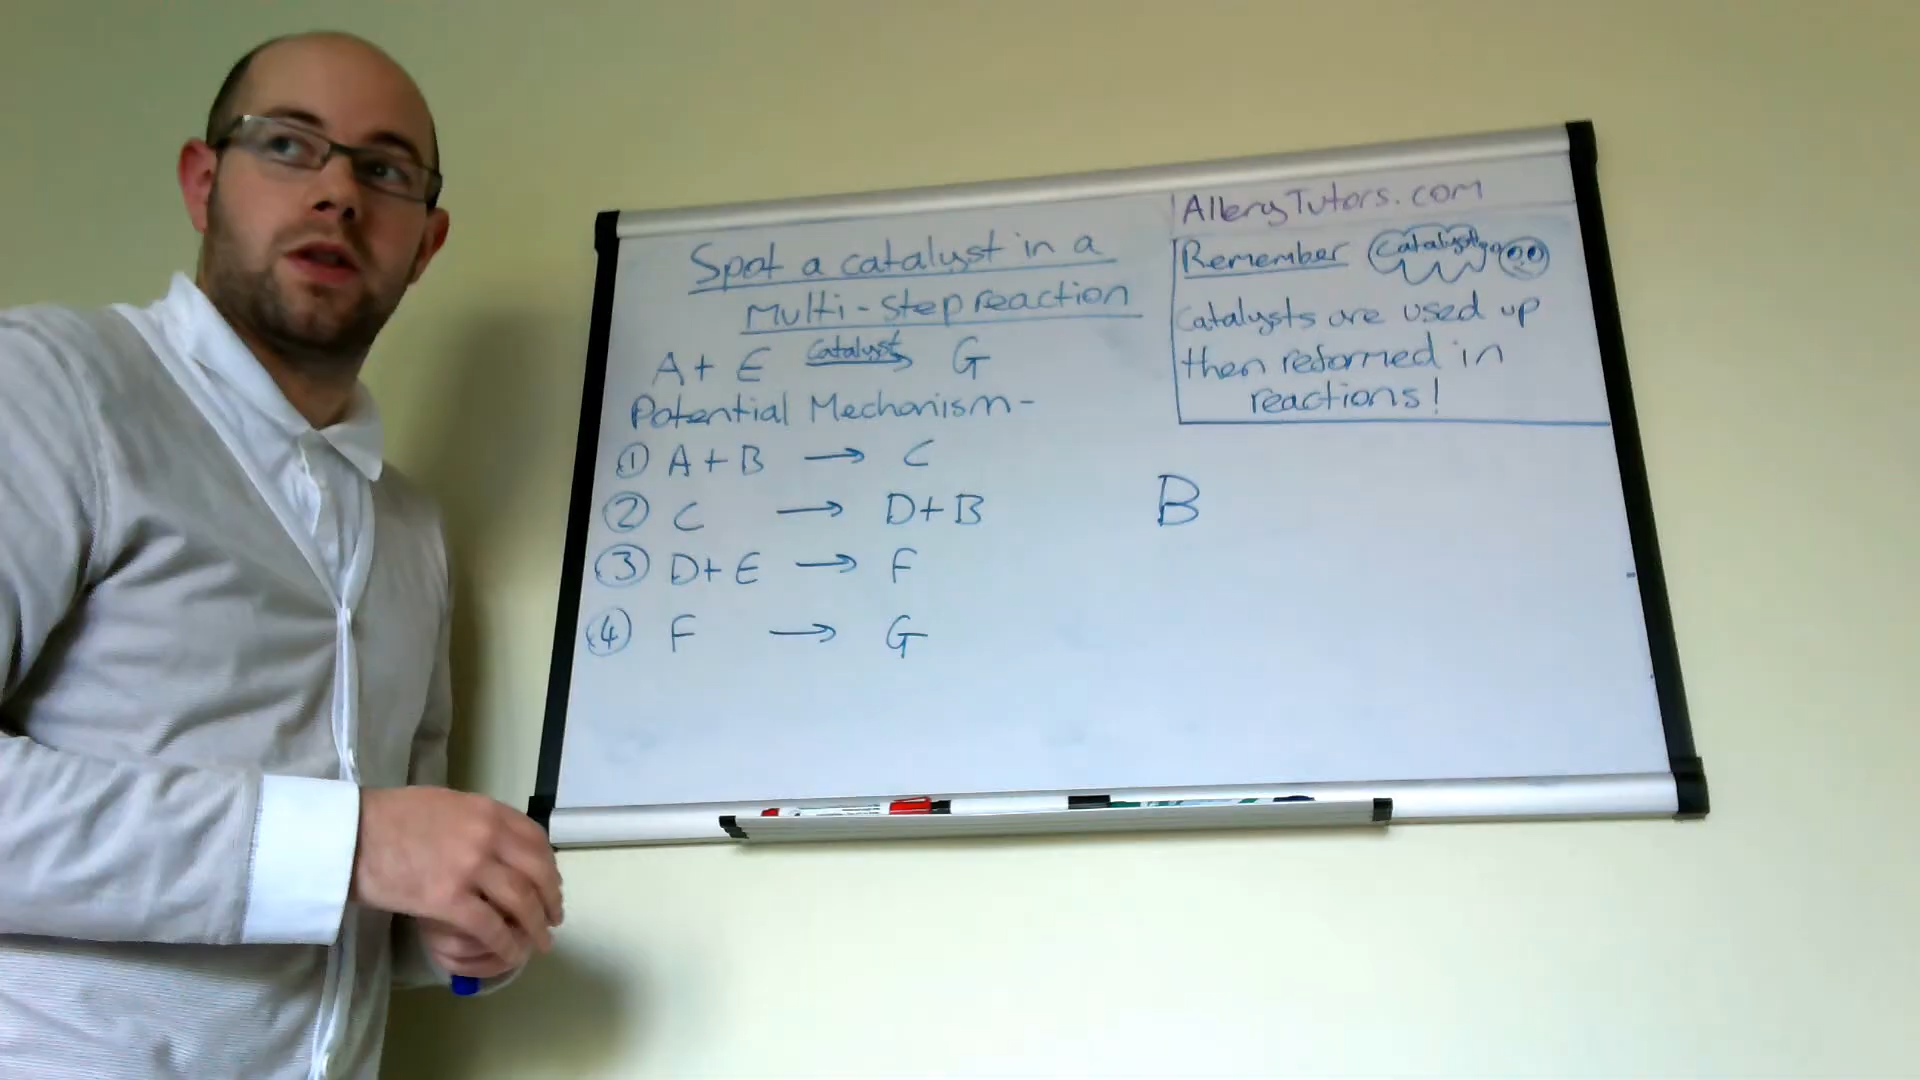 AlleryTutors.com
Spot a catalyst in a
Multi-step reaction
A + E Catalyst G
Potential Mechanism-
① A + B → C
② C → D + B
③ D + E → F
④ F → G
Remember Catalyst
Catalysts are used up
then reformed in
reactions!
B